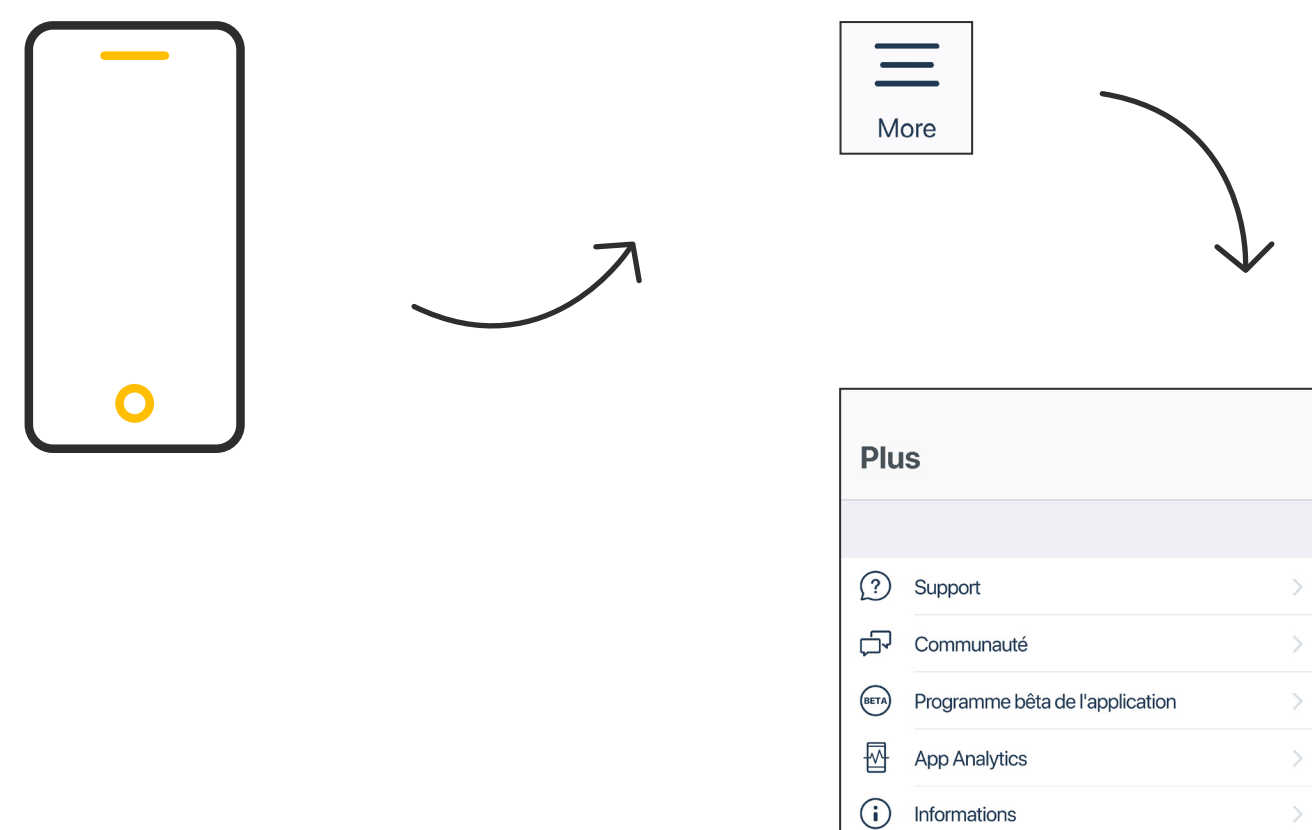 More
Plus
Support
Communauté
BETA
Programme bêta de l'application
App Analytics
Informations